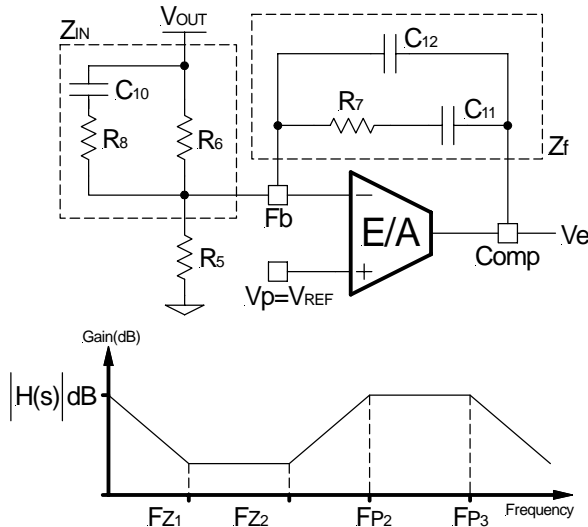 VOUT
ZIN
C10
R8
R6
R5
C12
R7
C11
Zf
Fb
E/A
Comp
Ve
Vp=VREF
Gain(dB)
|H(s)|dB
FZ1
FZ2
FP2
FP3
Frequency